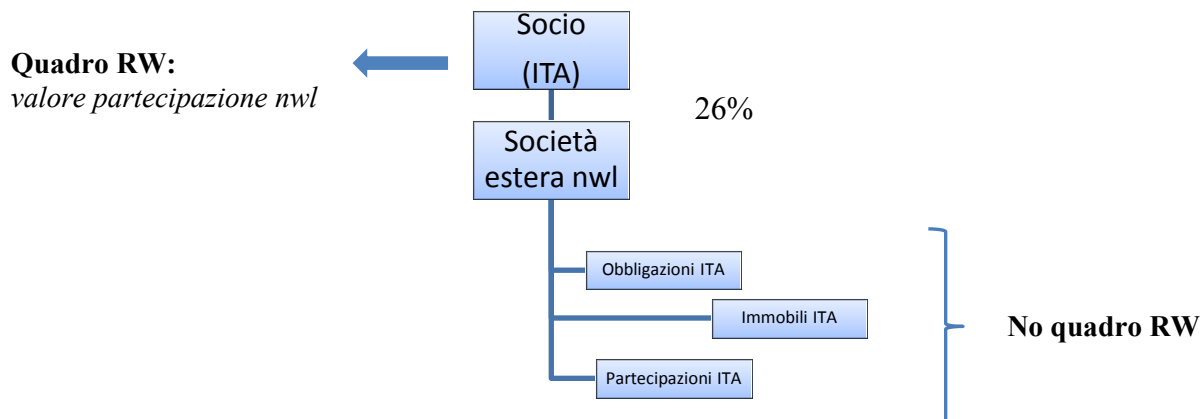 Socio
(ITA)
Quadro RW:
valore partecipazione nwl
26%
Società
estera nwl
Obbligazioni ITA
Immobili ITA
No quadro RW
Partecipazioni ITA